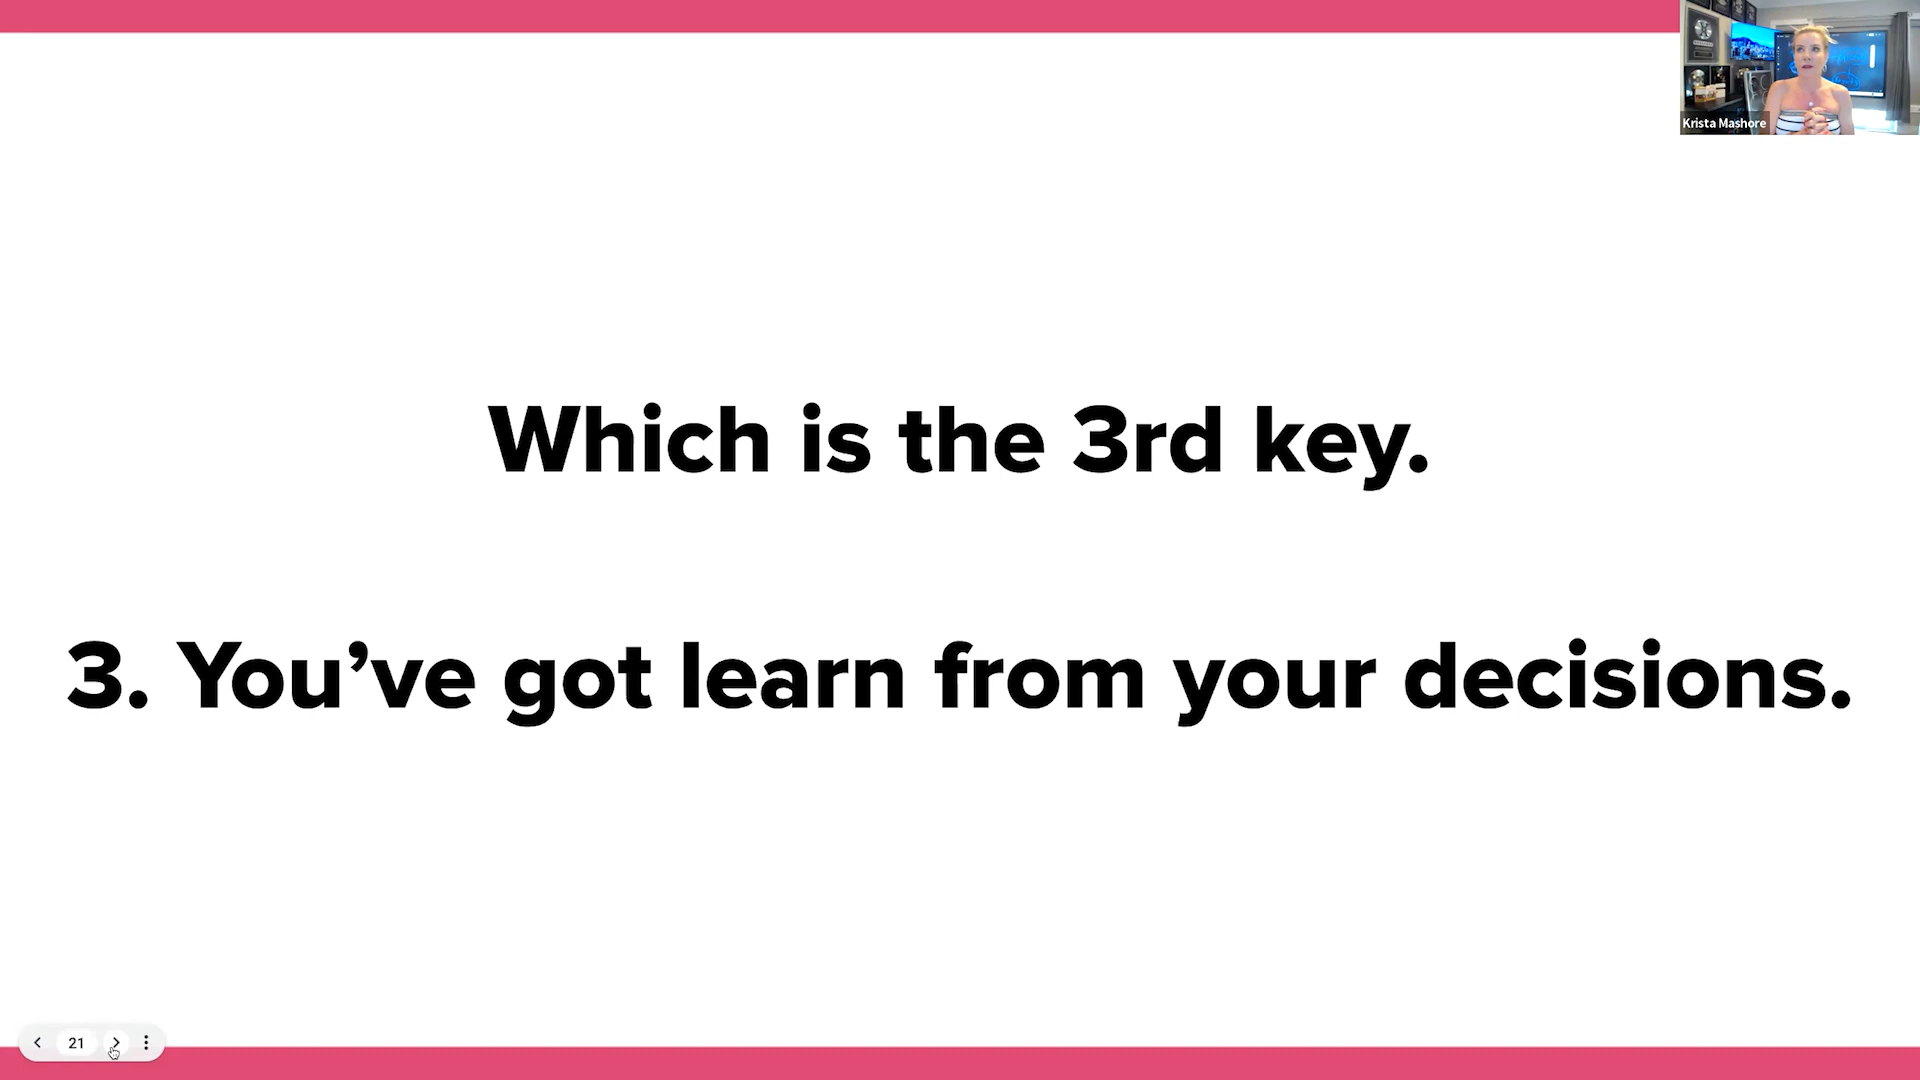 Krista Mashore
Which is the 3rd key.
3. You’ve got learn from your decisions.
21